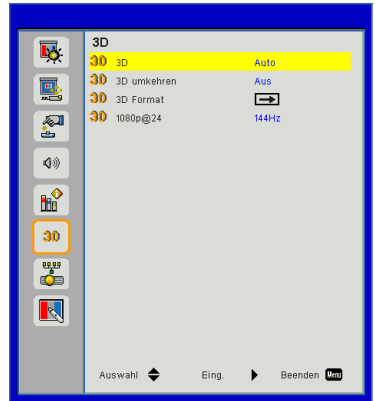 3D
3D 3D Auto
3D 3D umkehren Aus
3D 3D Format
3D 1080p@24 144Hz
3D
Auswahl Eing. Beenden Menu